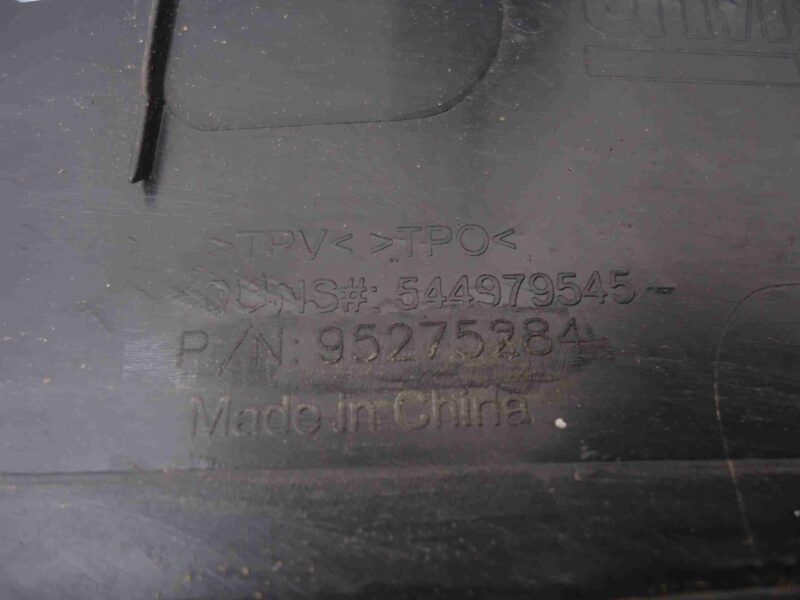 >TPV< >TPO<
DUNS#: 544979545
P/N: 95275284
Made in China